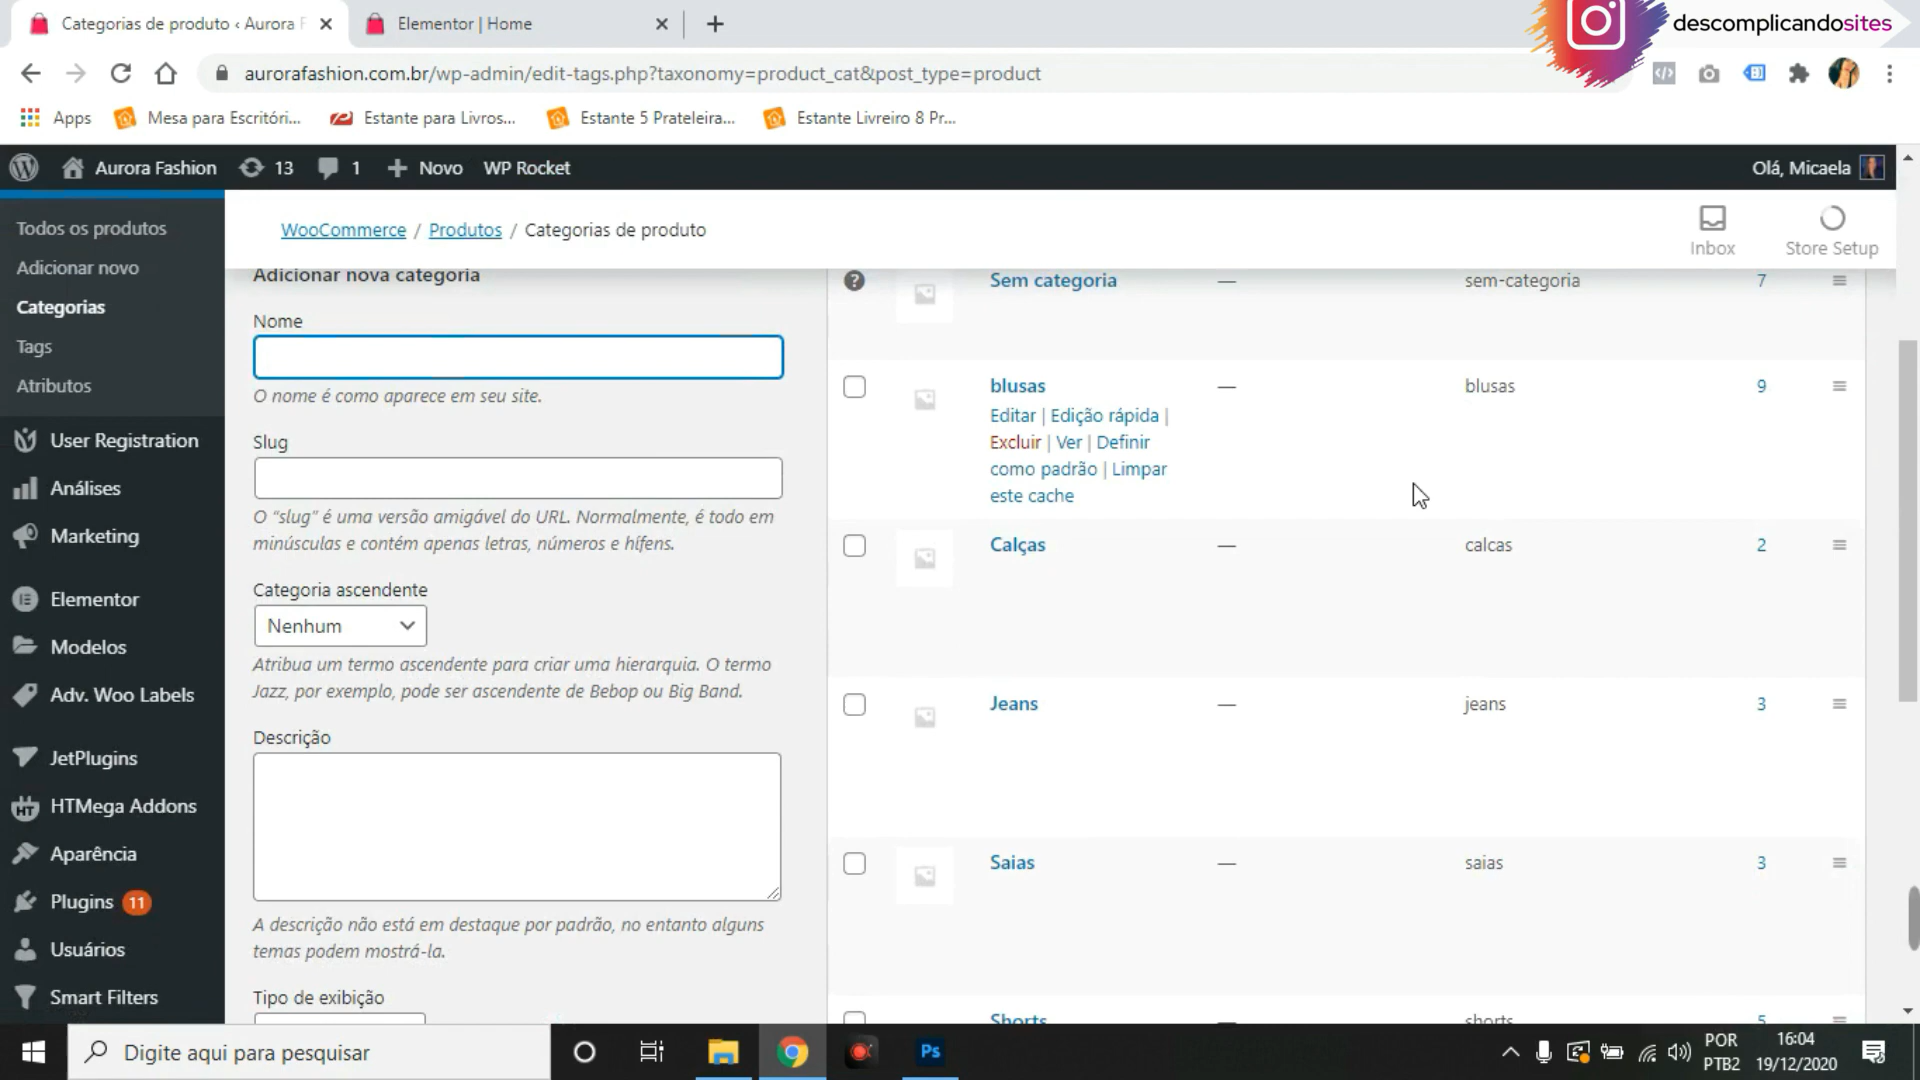 Categorias de produto ‹ Aurora F
Elementor | Home
descomplicandosites
aurorafashion.com.br/wp-admin/edit-tags.php?taxonomy=product_cat&post_type=product
Apps
Mesa para Escritóri...
Estante para Livros...
Estante 5 Prateleira...
Estante Livreiro 8 Pr...
Aurora Fashion
13
1
Novo
WP Rocket
Olá, Micaela
Todos os produtos
Adicionar novo
Categorias
Tags
Atributos
User Registration
Análises
Marketing
Elementor
Modelos
Adv. Woo Labels
JetPlugins
HTMega Addons
Aparência
Plugins 11
Usuários
Smart Filters
WooCommerce / Produtos / Categorias de produto
Inbox
Store Setup
Adicionar nova categoria
Nome
O nome é como aparece em seu site.
Slug
O “slug” é uma versão amigável do URL. Normalmente, é todo em
minúsculas e contém apenas letras, números e hífens.
Categoria ascendente
Nenhum
Atribua um termo ascendente para criar uma hierarquia. O termo
Jazz, por exemplo, pode ser ascendente de Bebop ou Big Band.
Descrição
A descrição não está em destaque por padrão, no entanto alguns
temas podem mostrá-la.
Tipo de exibição
Sem categoria — sem-categoria 7
blusas — blusas 9
Editar | Edição rápida |
Excluir | Ver | Definir
como padrão | Limpar
este cache
Calças — calcas 2
Jeans — jeans 3
Saias — saias 3
Shorts — shorts 5
Digite aqui para pesquisar
Ps
POR
PTB2
16:04
19/12/2020